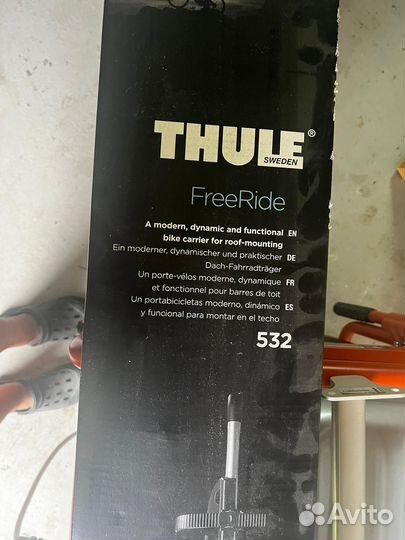 THULE®
SWEDEN
FreeRide
A modern, dynamic and functional EN
bike carrier for roof-mounting
Ein moderner, dynamischer und praktischer DE
Dach-Fahrradträger
Un porte-vélos moderne, dynamique FR
et fonctionnel pour barres de toit
Un portabicicletas moderno, dinámico ES
y funcional para montar en el techo
532
Avito